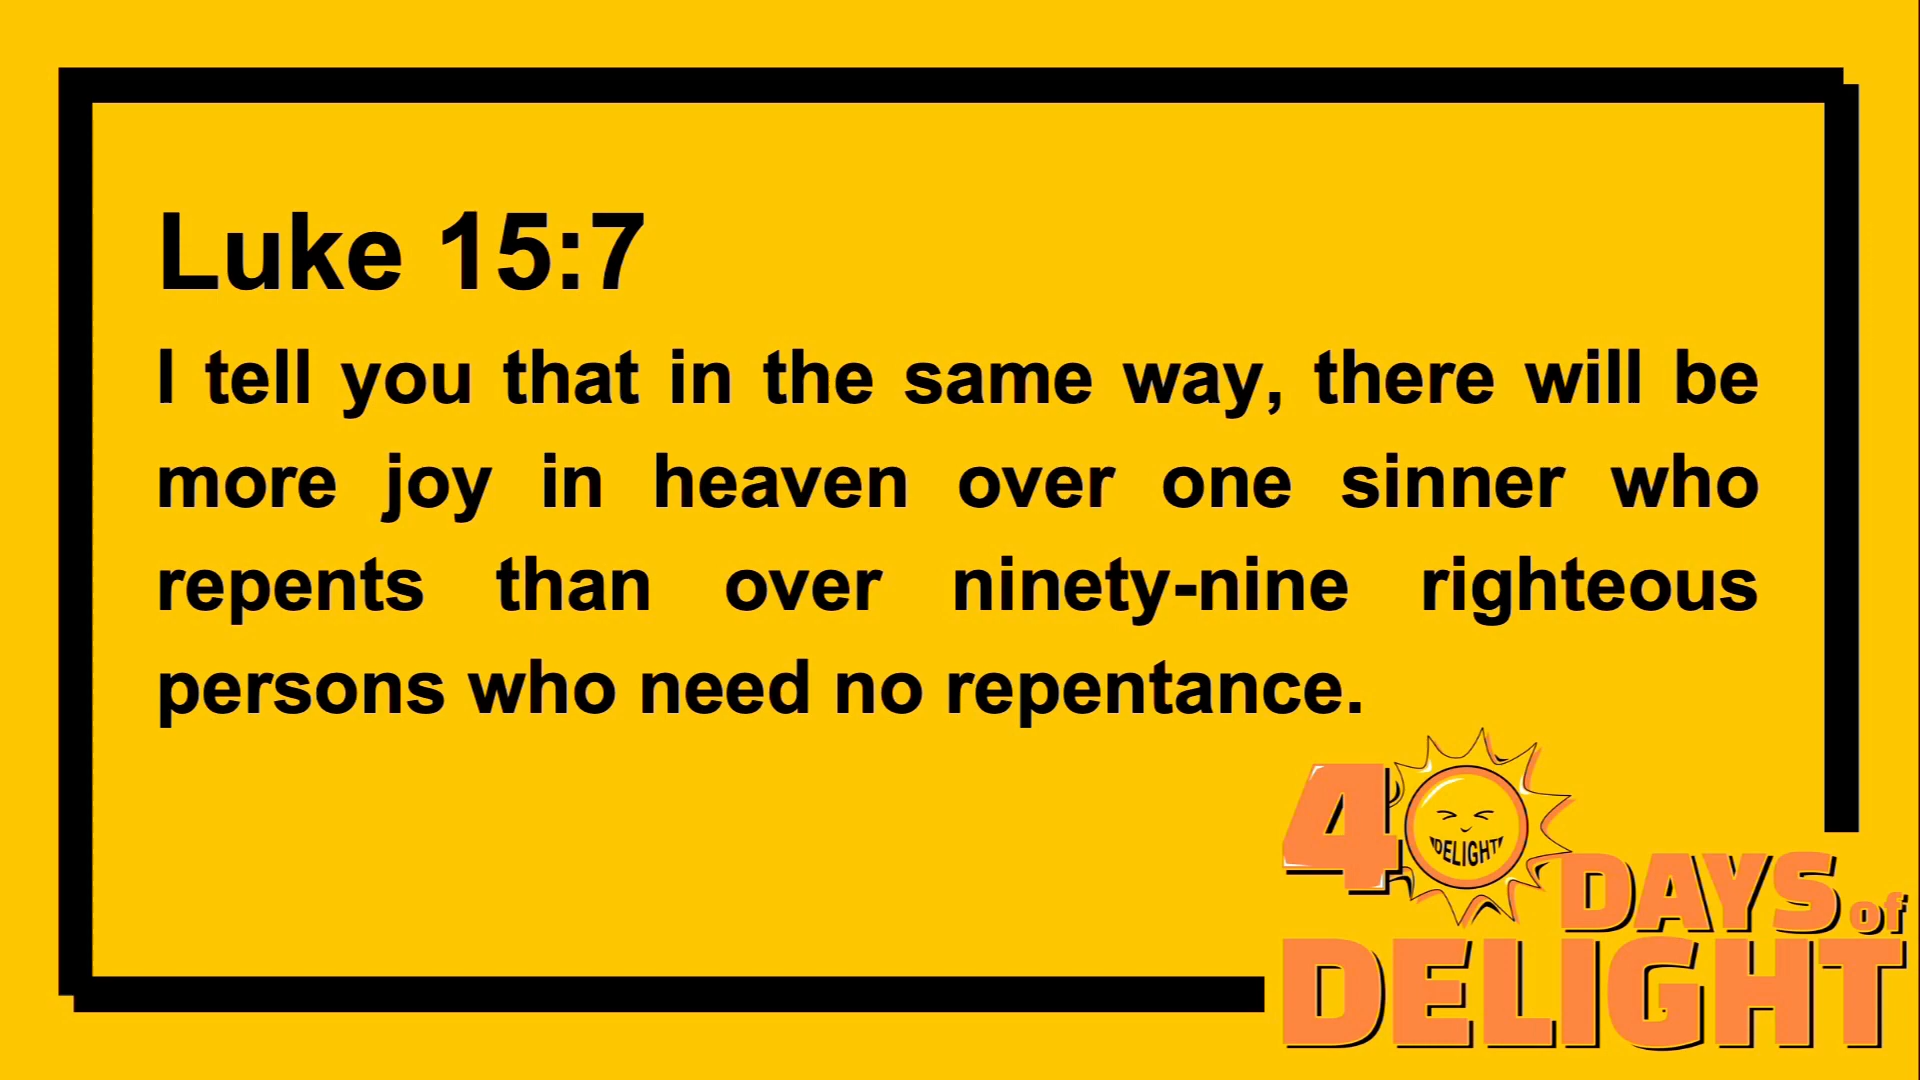 Luke 15:7
I tell you that in the same way, there will be
more joy in heaven over one sinner who
repents than over ninety-nine righteous
persons who need no repentance.
4
DELIGHT
DAYS of
DELIGHT